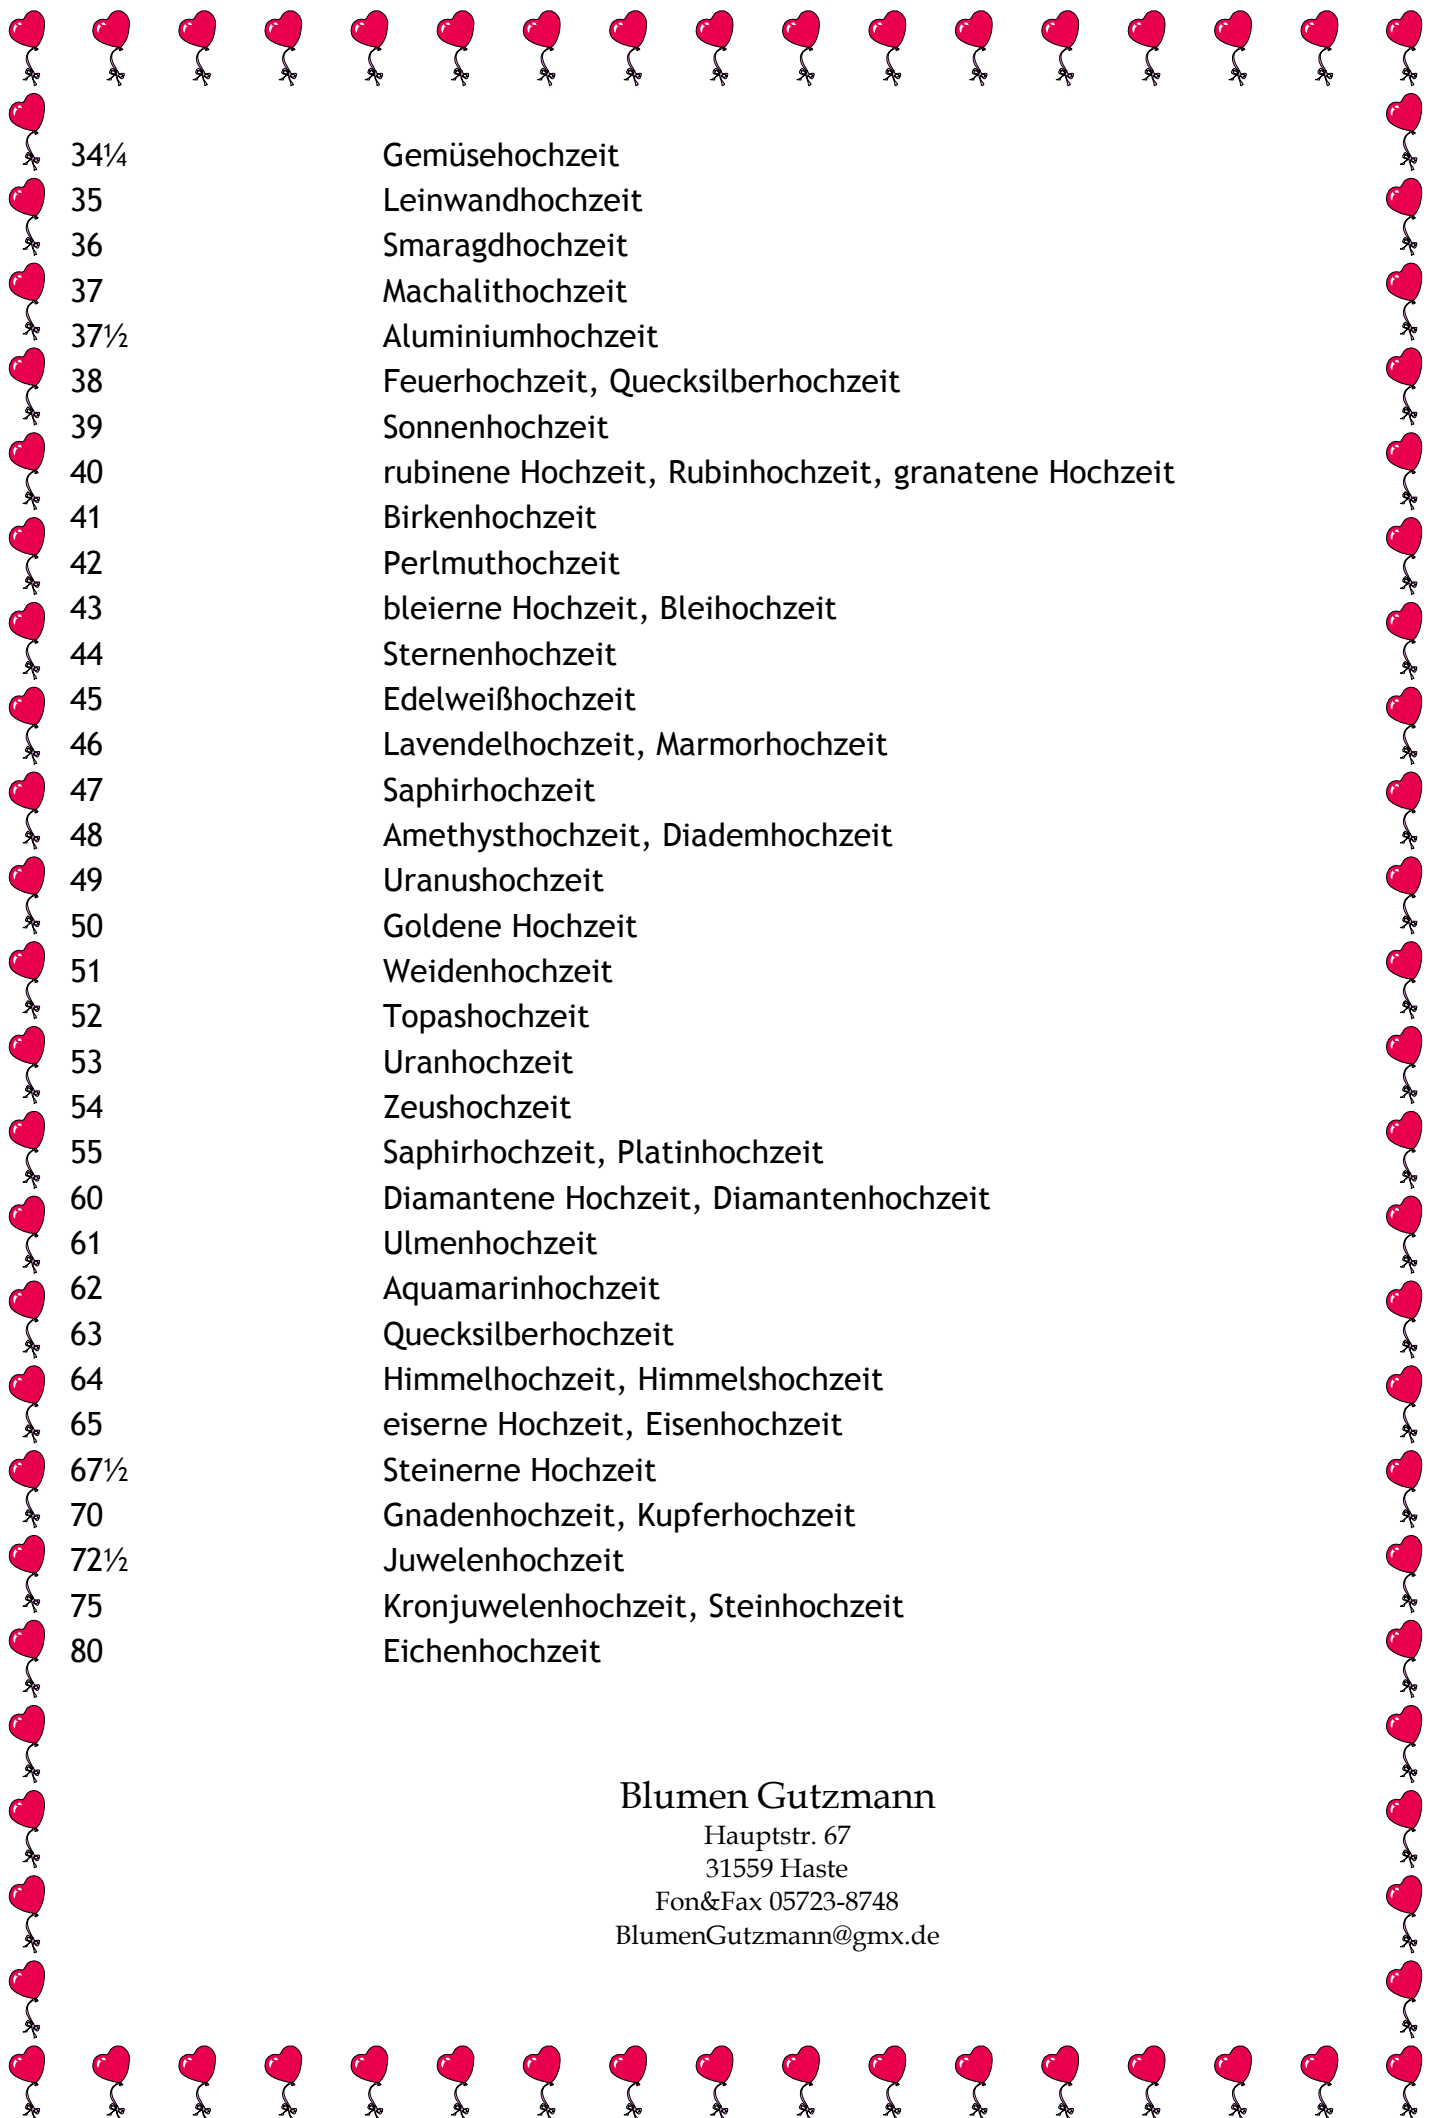 34¼ Gemüsehochzeit
35 Leinwandhochzeit
36 Smaragdhochzeit
37 Machalithochzeit
37½ Aluminiumhochzeit
38 Feuerhochzeit, Quecksilberhochzeit
39 Sonnenhochzeit
40 rubinene Hochzeit, Rubinhochzeit, granatene Hochzeit
41 Birkenhochzeit
42 Perlmuthochzeit
43 bleierne Hochzeit, Bleihochzeit
44 Sternenhochzeit
45 Edelweißhochzeit
46 Lavendelhochzeit, Marmorhochzeit
47 Saphirhochzeit
48 Amethysthochzeit, Diademhochzeit
49 Uranushochzeit
50 Goldene Hochzeit
51 Weidenhochzeit
52 Topashochzeit
53 Uranhochzeit
54 Zeushochzeit
55 Saphirhochzeit, Platinhochzeit
60 Diamantene Hochzeit, Diamantenhochzeit
61 Ulmenhochzeit
62 Aquamarinhochzeit
63 Quecksilberhochzeit
64 Himmelhochzeit, Himmelshochzeit
65 eiserne Hochzeit, Eisenhochzeit
67½ Steinerne Hochzeit
70 Gnadenhochzeit, Kupferhochzeit
72½ Juwelenhochzeit
75 Kronjuwelenhochzeit, Steinhochzeit
80 Eichenhochzeit
Blumen Gutzmann
Hauptstr. 67
31559 Haste
Fon&Fax 05723-8748
BlumenGutzmann@gmx.de